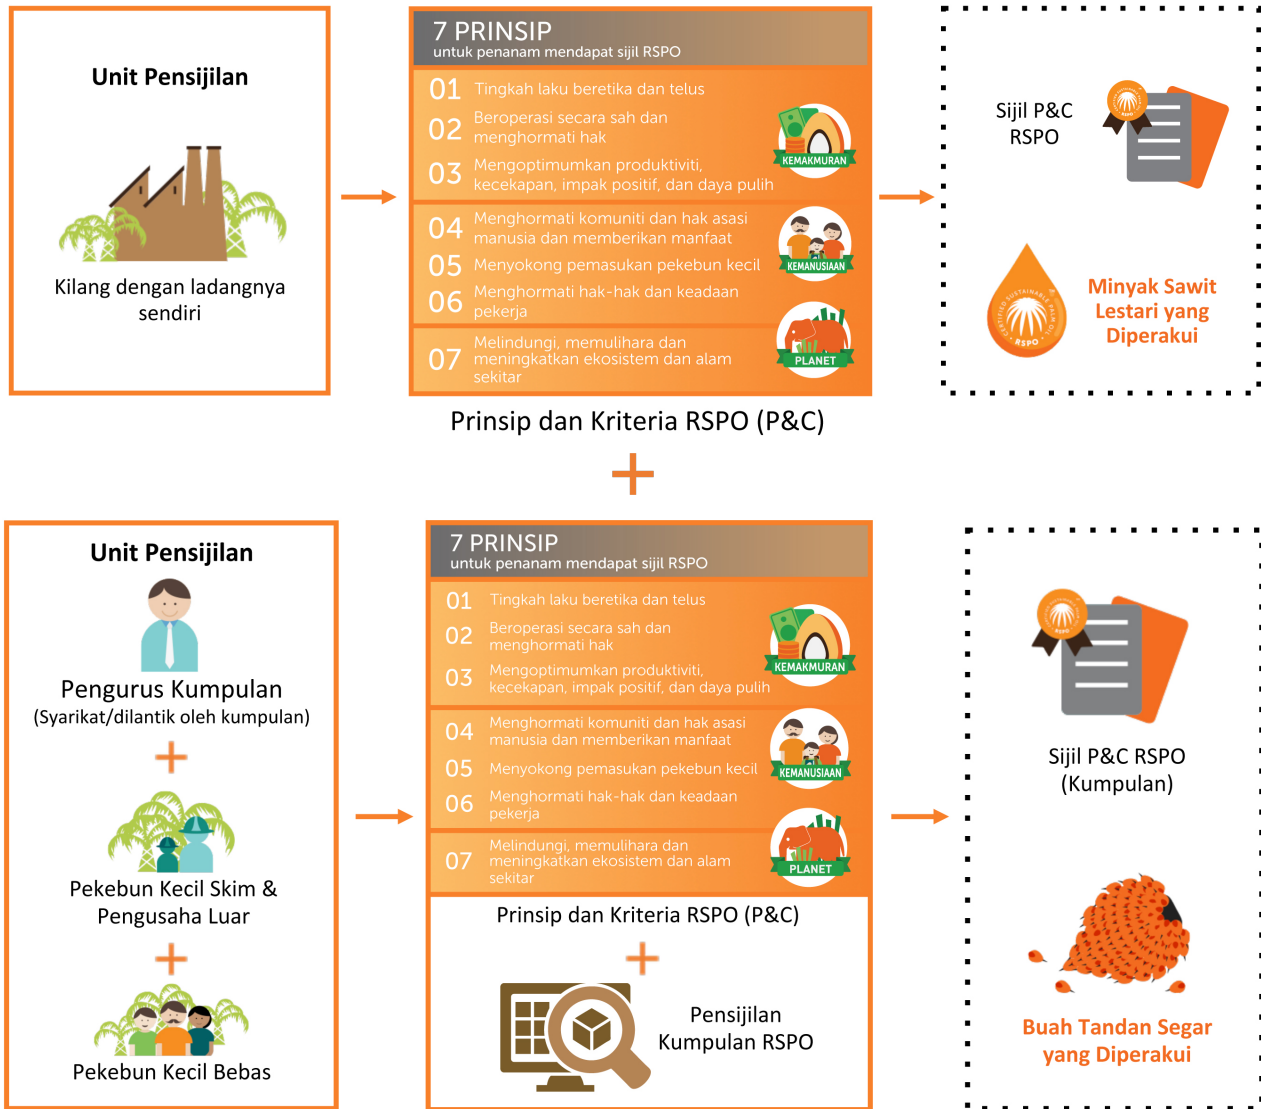 Unit Pensijilan
Kilang dengan ladangnya
sendiri
7 PRINSIP
untuk penanam mendapat sijil RSPO
01 Tingkah laku beretika dan telus
02 Beroperasi secara sah dan
menghormati hak
03 Mengoptimumkan produktiviti,
kecekapan, impak positif, dan daya pulih
KEMAKMURAN
04 Menghormati komuniti dan hak asasi
manusia dan memberikan manfaat
05 Menyokong pemasukan pekebun kecil
06 Menghormati hak-hak dan keadaan
pekerja
KEMANUSIAAN
07 Melindungi, memulihara dan
meningkatkan ekosistem dan alam
sekitar
PLANET
Prinsip dan Kriteria RSPO (P&C)
+
Sijil P&C
RSPO
RSPO
CERTIFIED SUSTAINABLE PALM OIL
RSPO
Minyak Sawit
Lestari yang
Diperakui
Unit Pensijilan
Pengurus Kumpulan
(Syarikat/dilantik oleh kumpulan)
+
Pekebun Kecil Skim &
Pengusaha Luar
+
Pekebun Kecil Bebas
7 PRINSIP
untuk penanam mendapat sijil RSPO
01 Tingkah laku beretika dan telus
02 Beroperasi secara sah dan
menghormati hak
03 Mengoptimumkan produktiviti,
kecekapan, impak positif, dan daya pulih
KEMAKMURAN
04 Menghormati komuniti dan hak asasi
manusia dan memberikan manfaat
05 Menyokong pemasukan pekebun kecil
06 Menghormati hak-hak dan keadaan
pekerja
KEMANUSIAAN
07 Melindungi, memulihara dan
meningkatkan ekosistem dan alam
sekitar
PLANET
Prinsip dan Kriteria RSPO (P&C)
+
Pensijilan
Kumpulan RSPO
RSPO
Sijil P&C RSPO
(Kumpulan)
Buah Tandan Segar
yang Diperakui